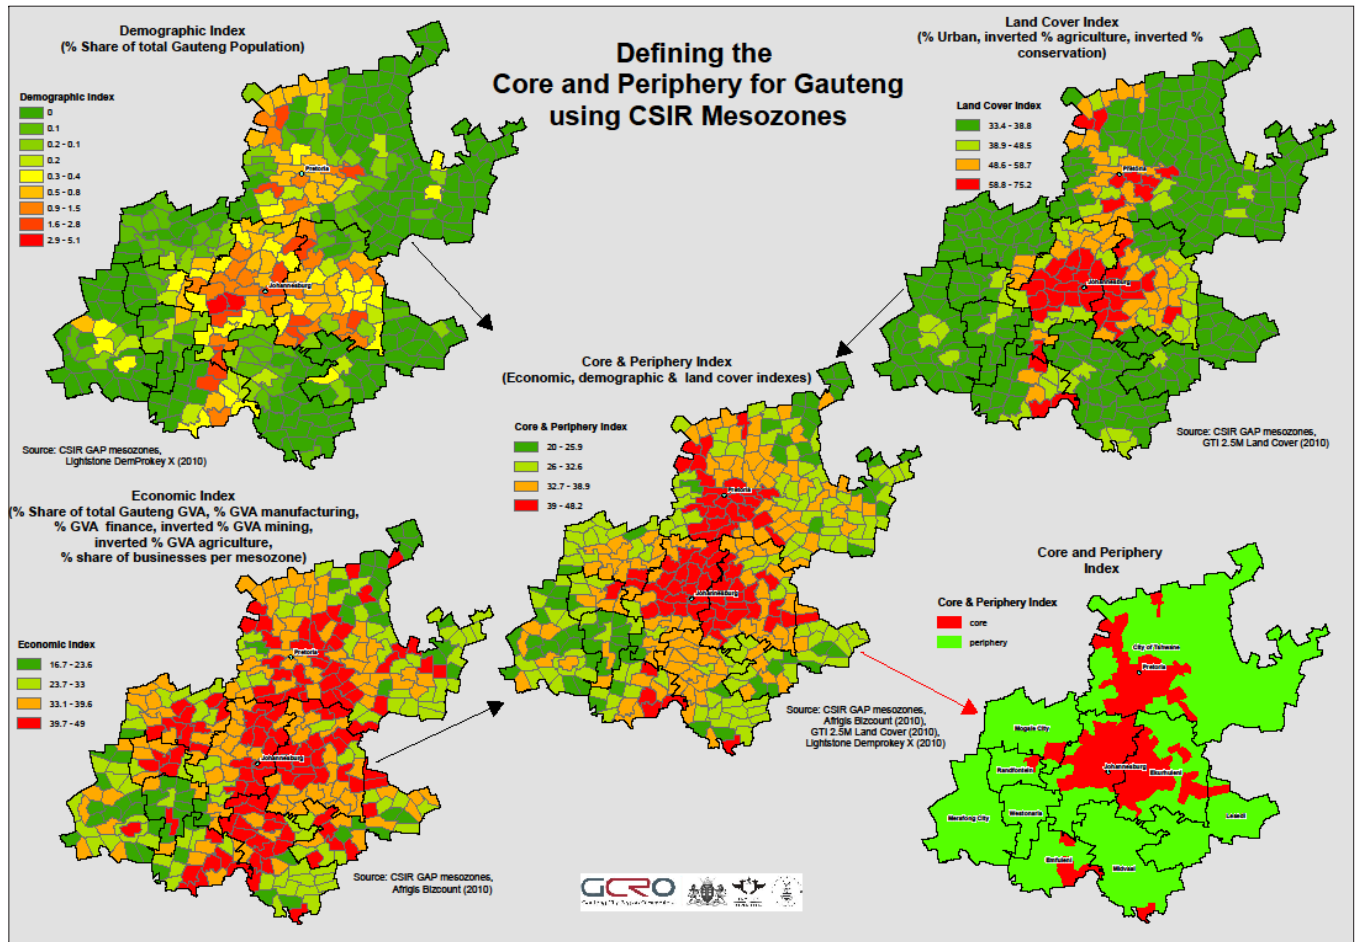 Demographic Index
(% Share of total Gauteng Population)
Demographic Index
0
0.1
0.2 - 0.1
0.2
0.3 - 0.4
0.5 - 0.8
0.9 - 1.5
1.6 - 2.8
2.9 - 5.1
Pretoria
Johannesburg
Source: CSIR GAP mesozones,
Lightstone DemProkey X (2010)
Defining the
Core and Periphery for Gauteng
using CSIR Mesozones
Land Cover Index
(% Urban, inverted % agriculture, inverted %
conservation)
Land Cover Index
33.4 - 38.8
38.9 - 48.5
48.6 - 58.7
58.8 - 75.2
Pretoria
Johannesburg
Source: CSIR GAP mesozones,
GTI 2.5M Land Cover (2010)
Core & Periphery Index
(Economic, demographic & land cover indexes)
Core & Periphery Index
20 - 25.9
26 - 32.6
32.7 - 38.9
39 - 48.2
Pretoria
Johannesburg
Source: CSIR GAP mesozones,
Afrigis Bizcount (2010),
GTI 2.5M Land Cover (2010),
Lightstone Demprokey X (2010)
Economic Index
(% Share of total Gauteng GVA, % GVA manufacturing,
% GVA finance, inverted % GVA mining,
inverted % GVA agriculture,
% share of businesses per mesozone)
Economic Index
16.7 - 23.6
23.7 - 33
33.1 - 39.6
39.7 - 49
Pretoria
Johannesburg
Source: CSIR GAP mesozones,
Afrigis Bizcount (2010)
Core and Periphery
Index
Core & Periphery Index
core
periphery
City of Tshwane
Pretoria
Mogale City
Johannesburg
Ekurhuleni
Randfontein
Westonaria
Merafong City
Lesedi
Emfuleni
Midvaal
GCRO